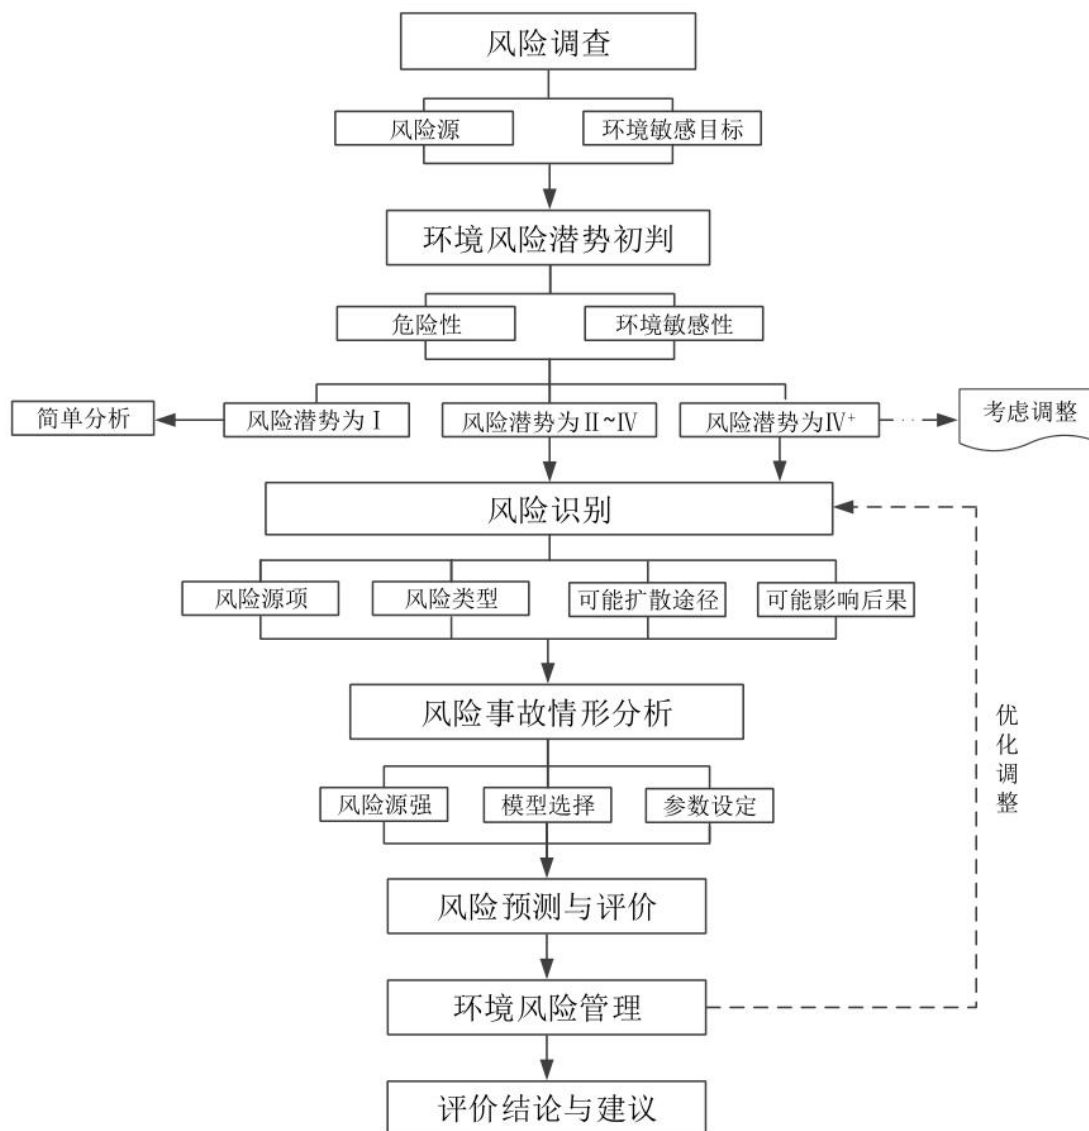 风险调查
风险源
环境敏感目标
环境风险潜势初判
危险性
环境敏感性
简单分析
风险潜势为Ⅰ
风险潜势为Ⅱ~Ⅳ
风险潜势为Ⅳ⁺
考虑调整
风险识别
风险源项
风险类型
可能扩散途径
可能影响后果
风险事故情形分析
风险源强
模型选择
参数设定
优化调整
风险预测与评价
环境风险管理
评价结论与建议